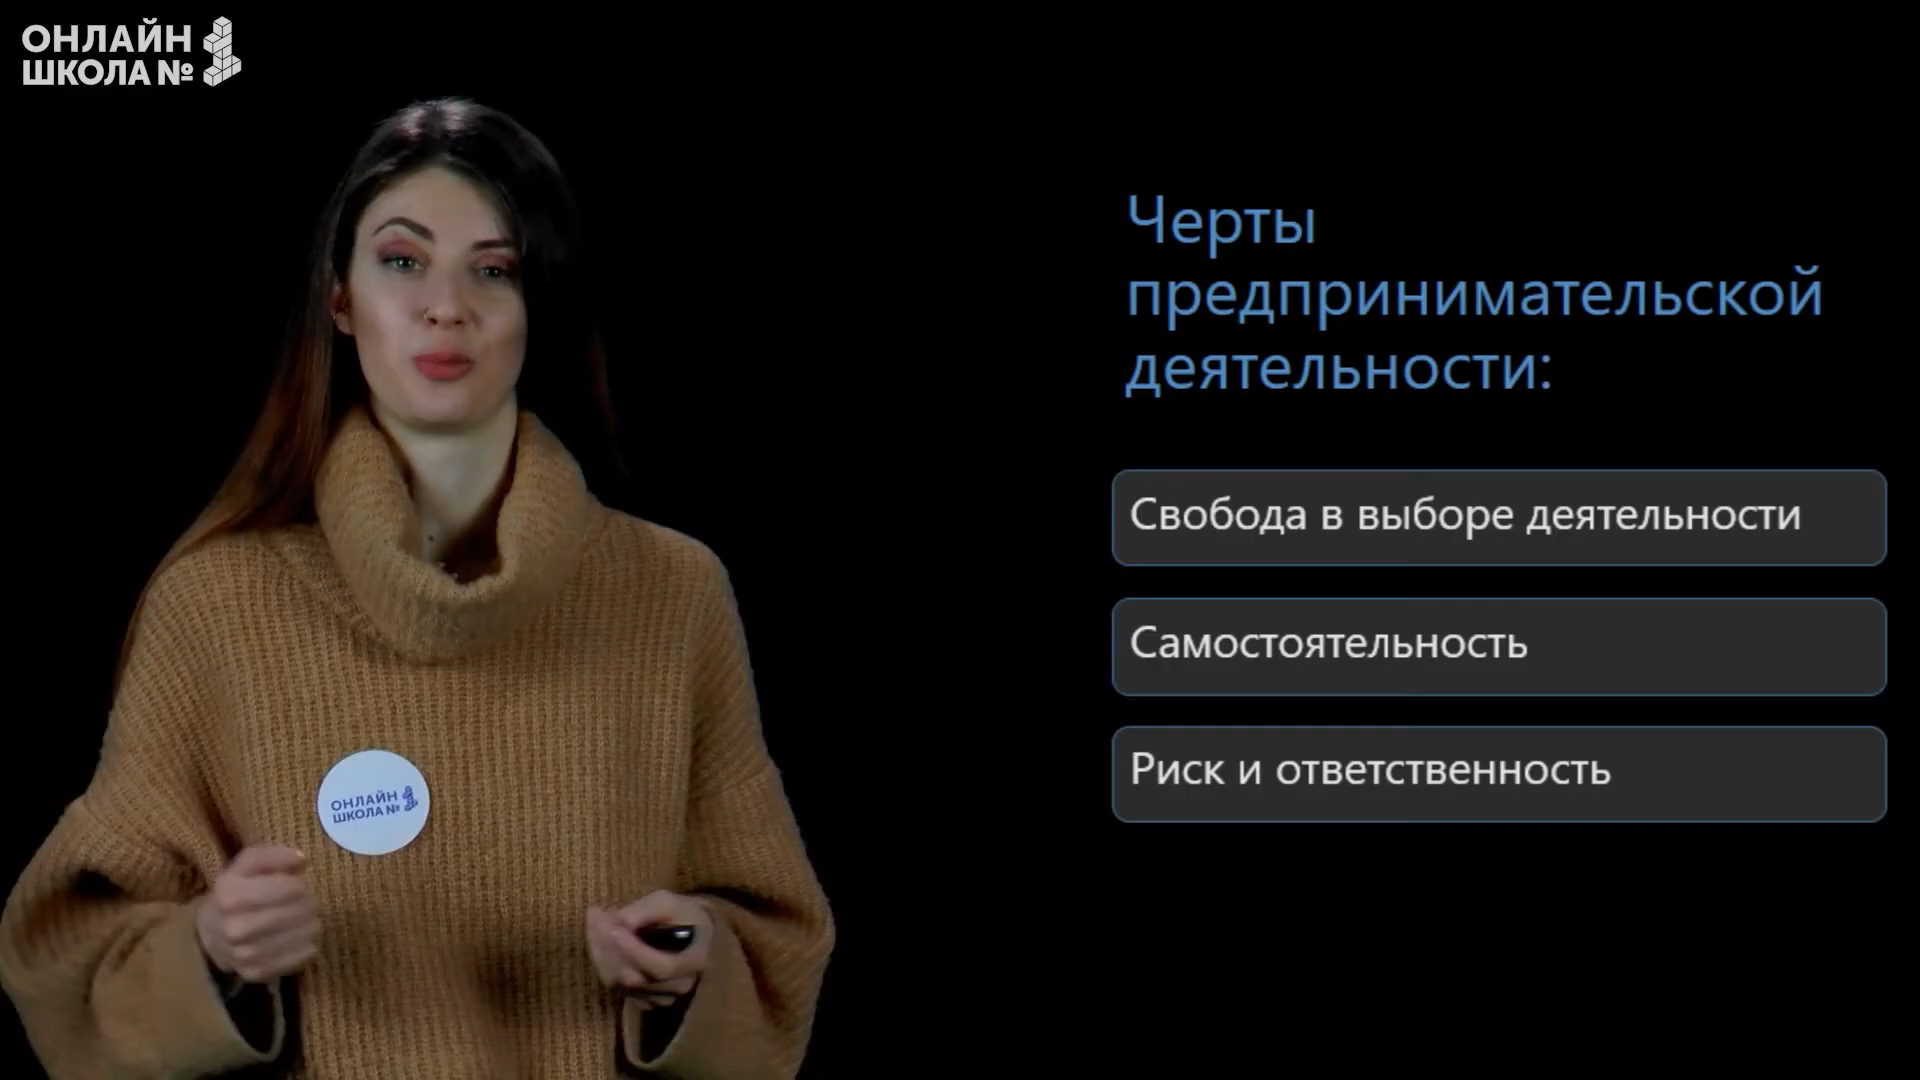 ОНЛАЙН
ШКОЛА №
Черты
предпринимательской
деятельности:
Свобода в выборе деятельности
Самостоятельность
Риск и ответственность
ОНЛАЙН
ШКОЛА №